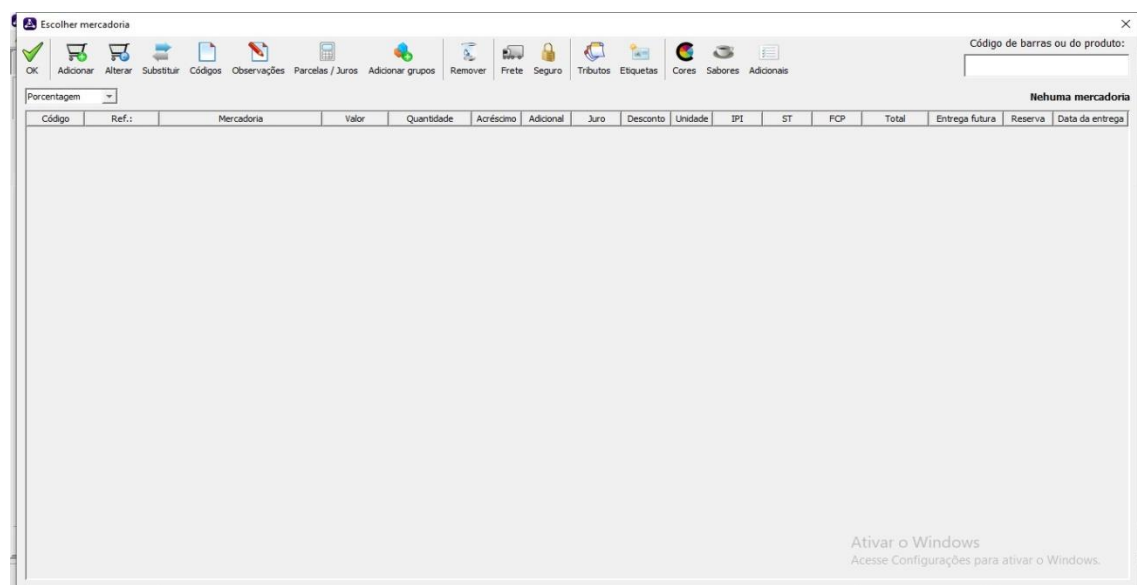 Escolher mercadoria
Código de barras ou do produto:
OK Adicionar Alterar Substituir Códigos Observações Parcelas / Juros Adicionar grupos Remover Frete Seguro Tributos Etiquetas Cores Sabores Adicionais
Porcentagem
Nehuma mercadoria
Código Ref.: Mercadoria Valor Quantidade Acréscimo Adicional Juro Desconto Unidade IPI ST FCP Total Entrega futura Reserva Data da entrega
Ativar o Windows
Acesse Configurações para ativar o Windows.